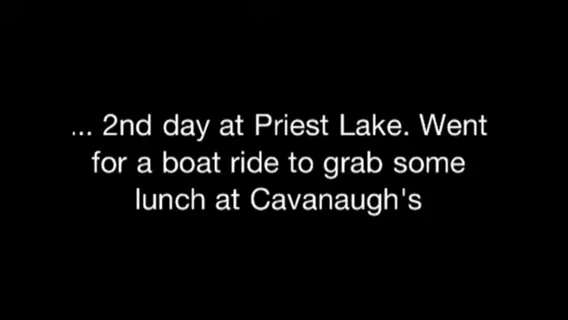 ... 2nd day at Priest Lake. Went
for a boat ride to grab some
lunch at Cavanaugh's